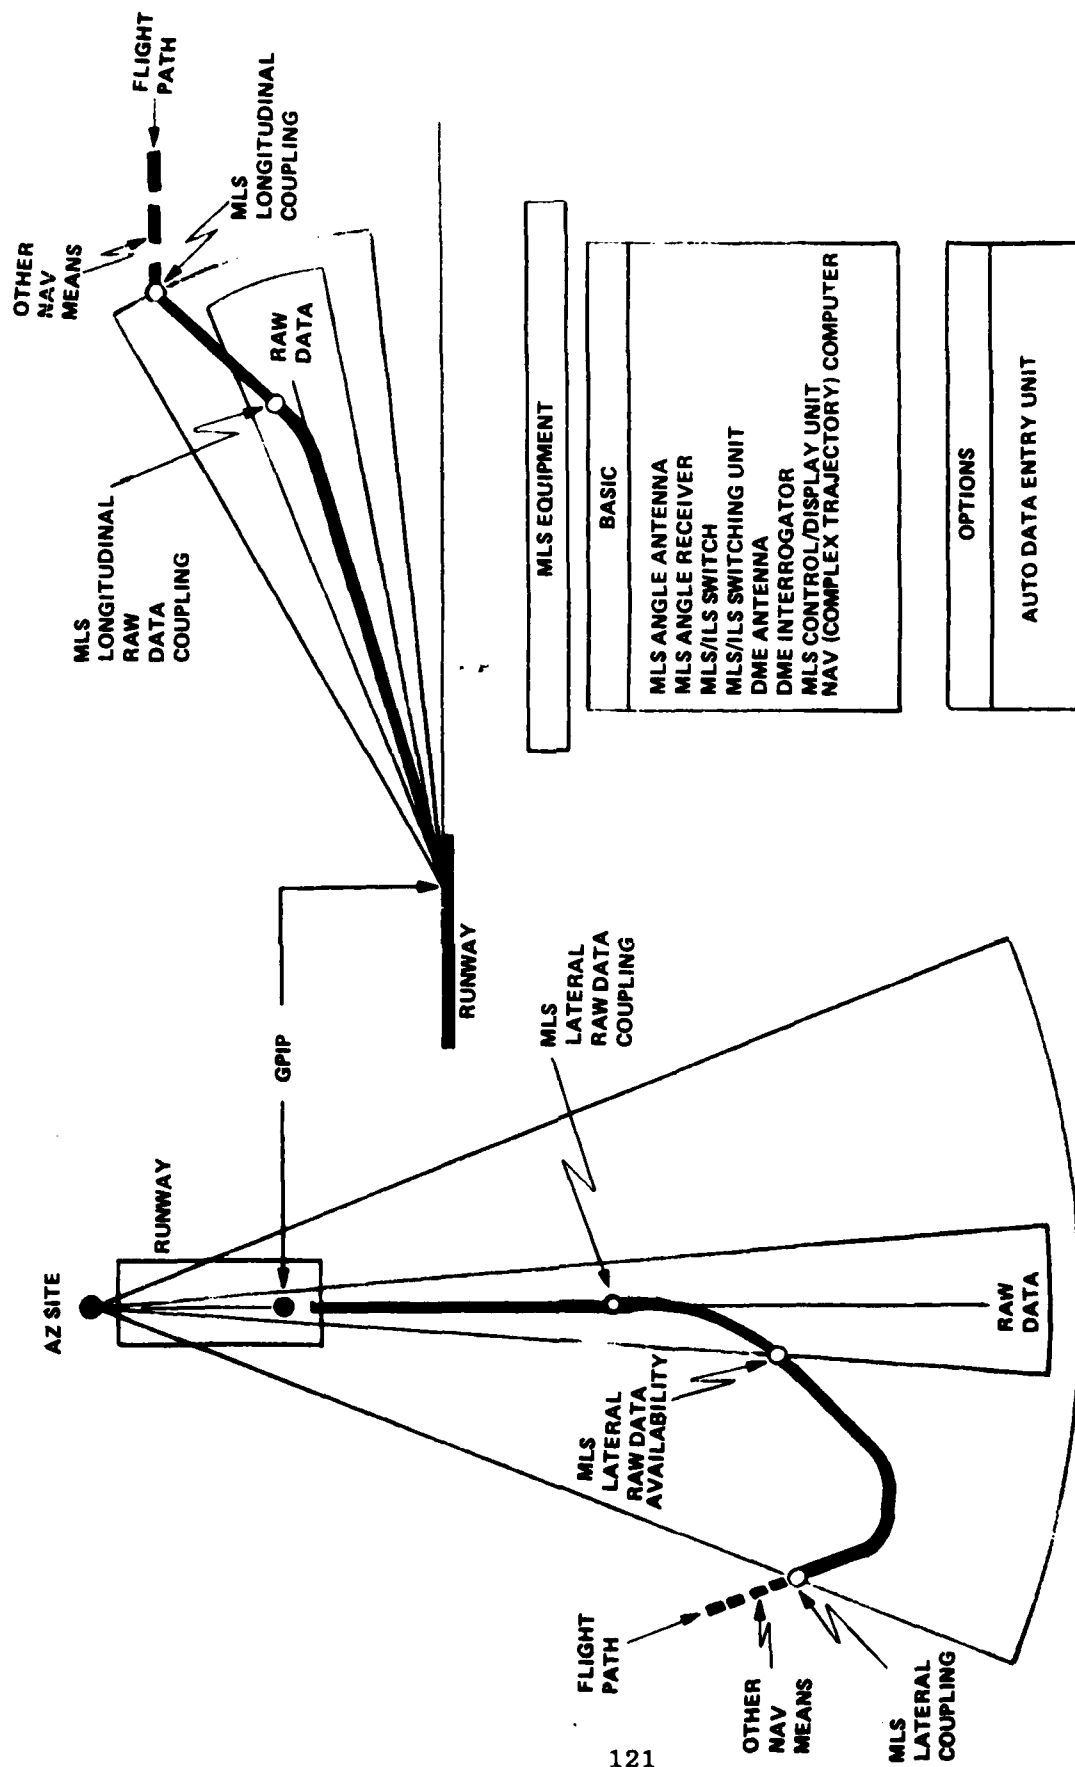 AZ SITE
RUNWAY
GPIP
MLS
LATERAL
RAW DATA
COUPLING
MLS
LATERAL
RAW DATA
AVAILABILITY
RAW
DATA
FLIGHT
PATH
OTHER
NAV
MEANS
MLS
LATERAL
COUPLING
OTHER
NAV
MEANS
FLIGHT
PATH
MLS
LONGITUDINAL
COUPLING
MLS
LONGITUDINAL
RAW
DATA
COUPLING
RAW
DATA
RUNWAY
MLS EQUIPMENT
BASIC
MLS ANGLE ANTENNA
MLS ANGLE RECEIVER
MLS/ILS SWITCH
MLS/ILS SWITCHING UNIT
DME ANTENNA
DME INTERROGATOR
MLS CONTROL/DISPLAY UNIT
NAV (COMPLEX TRAJECTORY) COMPUTER
OPTIONS
AUTO DATA ENTRY UNIT
121